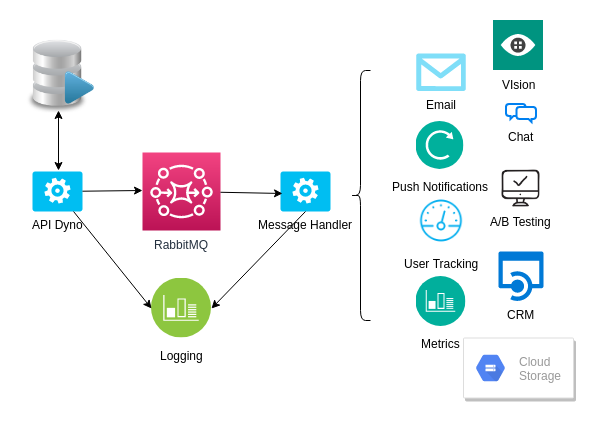 VIsion
Email
Chat
Push Notifications
API Dyno
RabbitMQ
Message Handler
A/B Testing
User Tracking
CRM
Logging
Metrics
Cloud
Storage